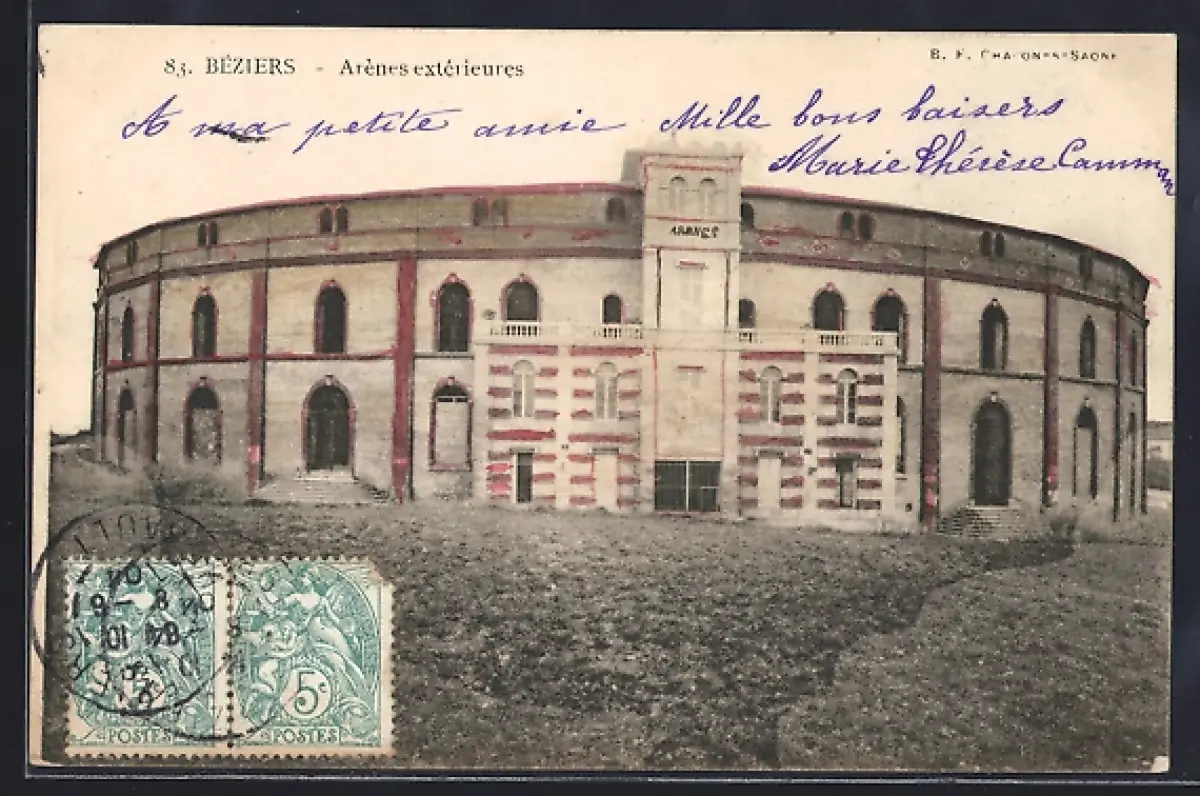 83. BÉZIERS - Arènes extérieures
B. F. CHALON-S-SAONE
A ma petite amie Mille bons baisers
Marie Thérèse Camman
ARÈNES
5c
POSTES
5c
POSTES